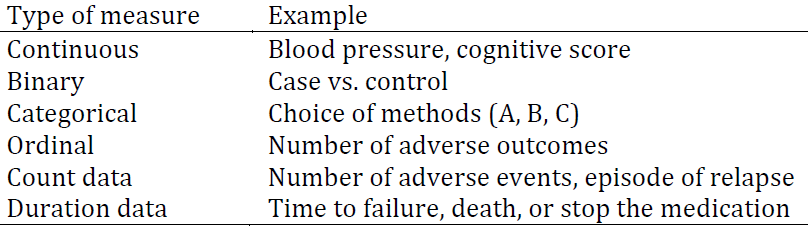 Type of measure Example
Continuous Blood pressure, cognitive score
Binary Case vs. control
Categorical Choice of methods (A, B, C)
Ordinal Number of adverse outcomes
Count data Number of adverse events, episode of relapse
Duration data Time to failure, death, or stop the medication